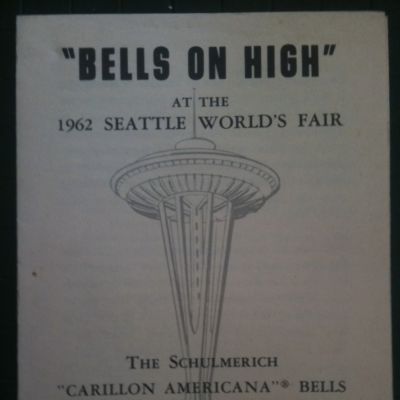 "BELLS ON HIGH"
AT THE
1962 SEATTLE WORLD'S FAIR
THE SCHULMERICH
"CARILLON AMERICANA"® BELLS